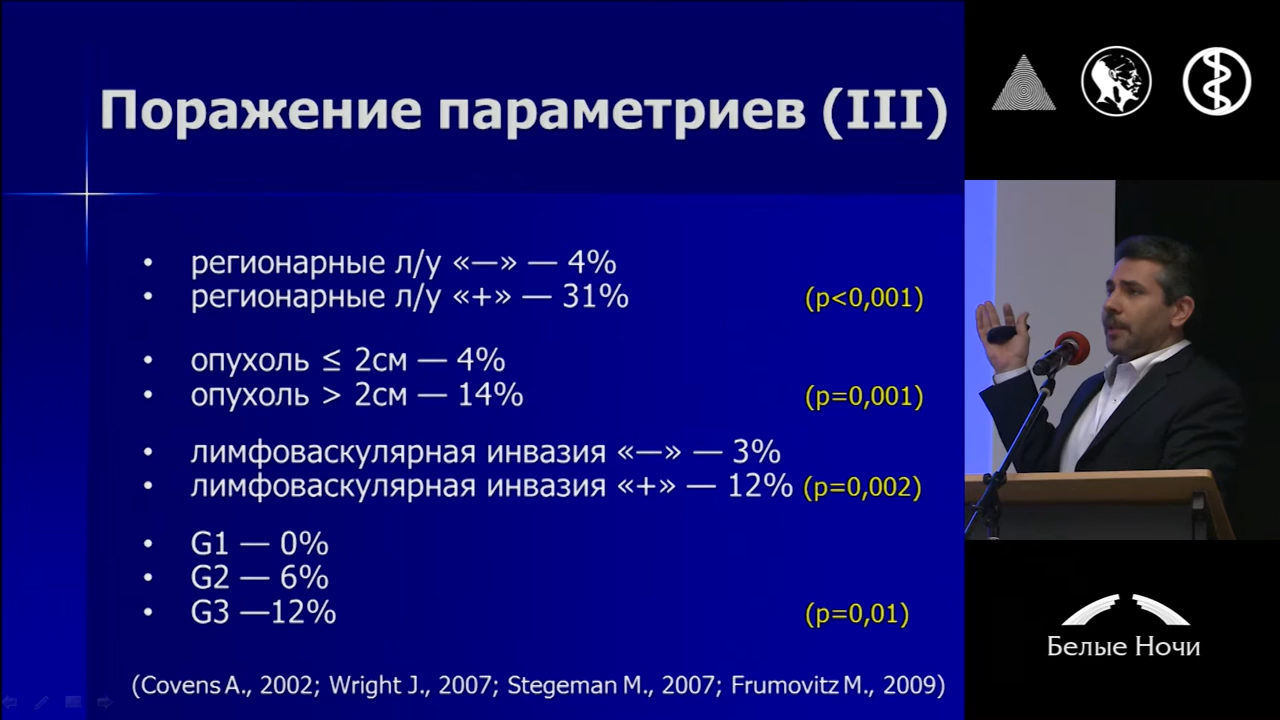 Поражение параметриев (III)
• регионарные л/у «—» — 4%
• регионарные л/у «+» — 31% (p<0,001)
• опухоль ≤ 2см — 4%
• опухоль > 2см — 14% (p=0,001)
• лимфоваскулярная инвазия «—» — 3%
• лимфоваскулярная инвазия «+» — 12% (p=0,002)
• G1 — 0%
• G2 — 6%
• G3 —12% (p=0,01)
(Covens A., 2002; Wright J., 2007; Stegeman M., 2007; Frumovitz M., 2009)
Белые Ночи